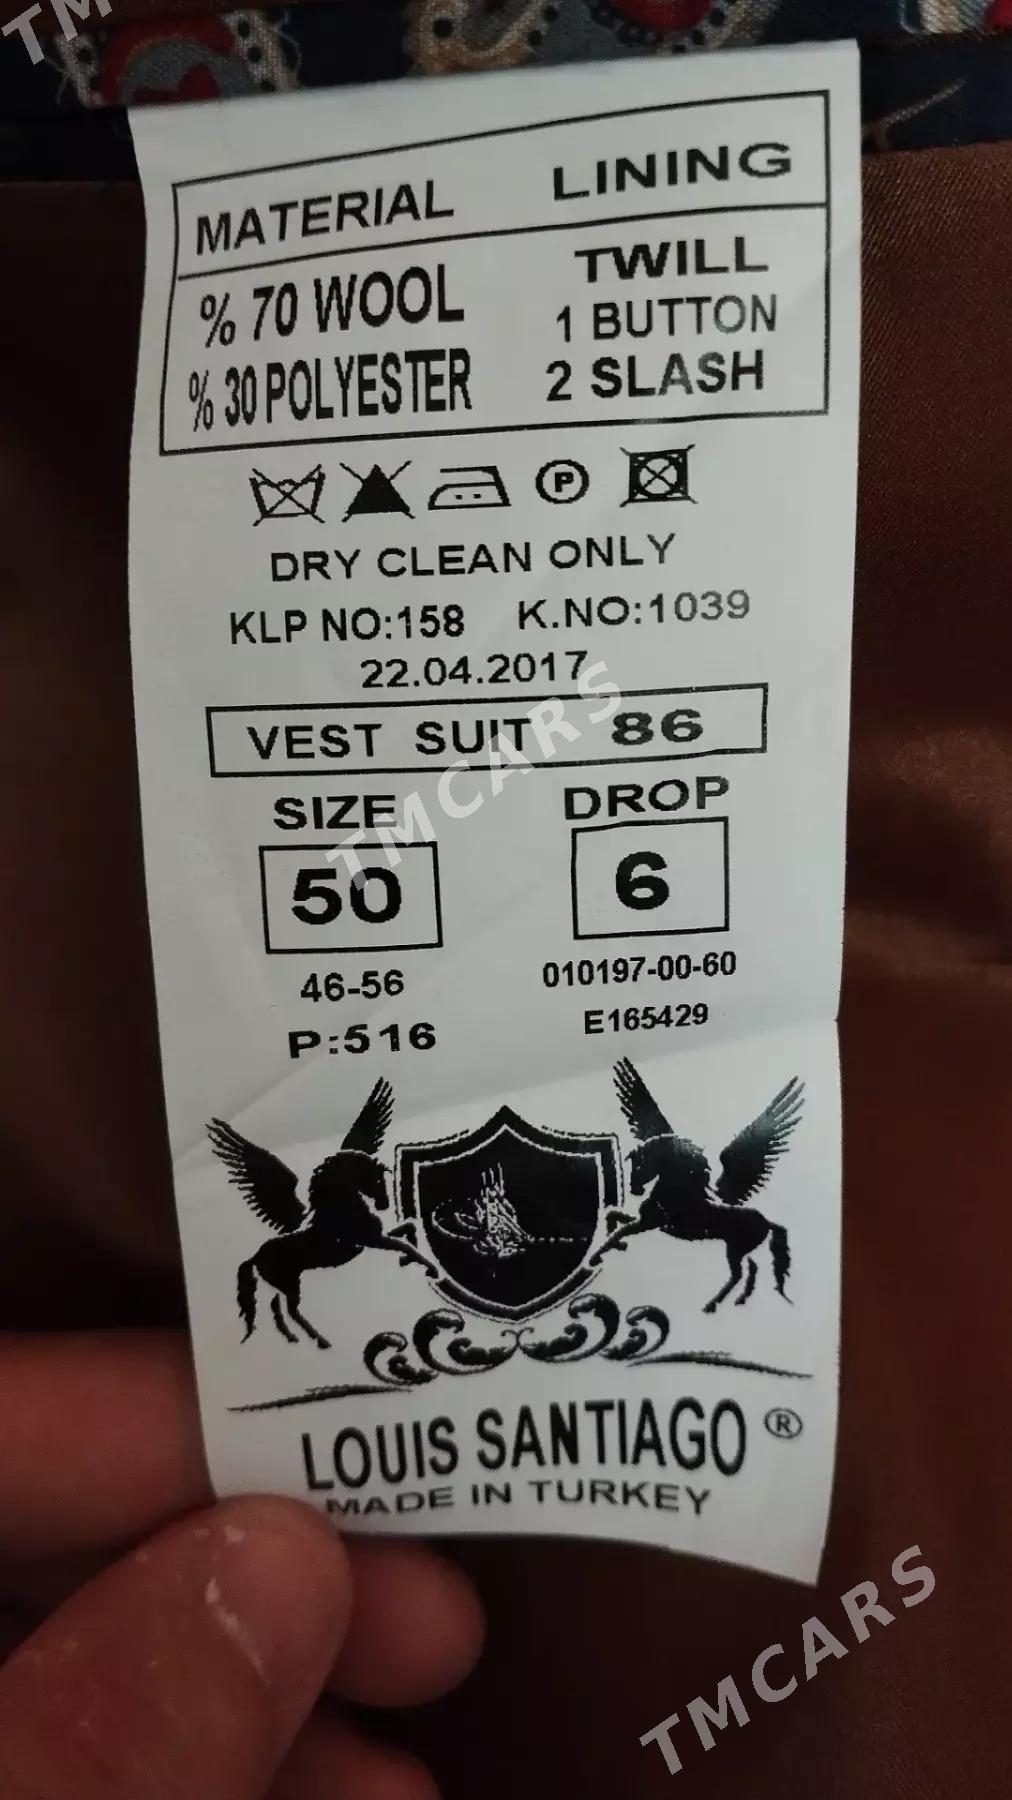 TM
MATERIAL LINING
% 70 WOOL TWILL
% 30 POLYESTER 1 BUTTON
2 SLASH
P
DRY CLEAN ONLY
KLP NO:158 K.NO:1039
22.04.2017
VEST SUIT 86
TMCARS
SIZE DROP
50 6
46-56 010197-00-60
P:516 E165429
LOUIS SANTIAGO ®
MADE IN TURKEY
TMCARS